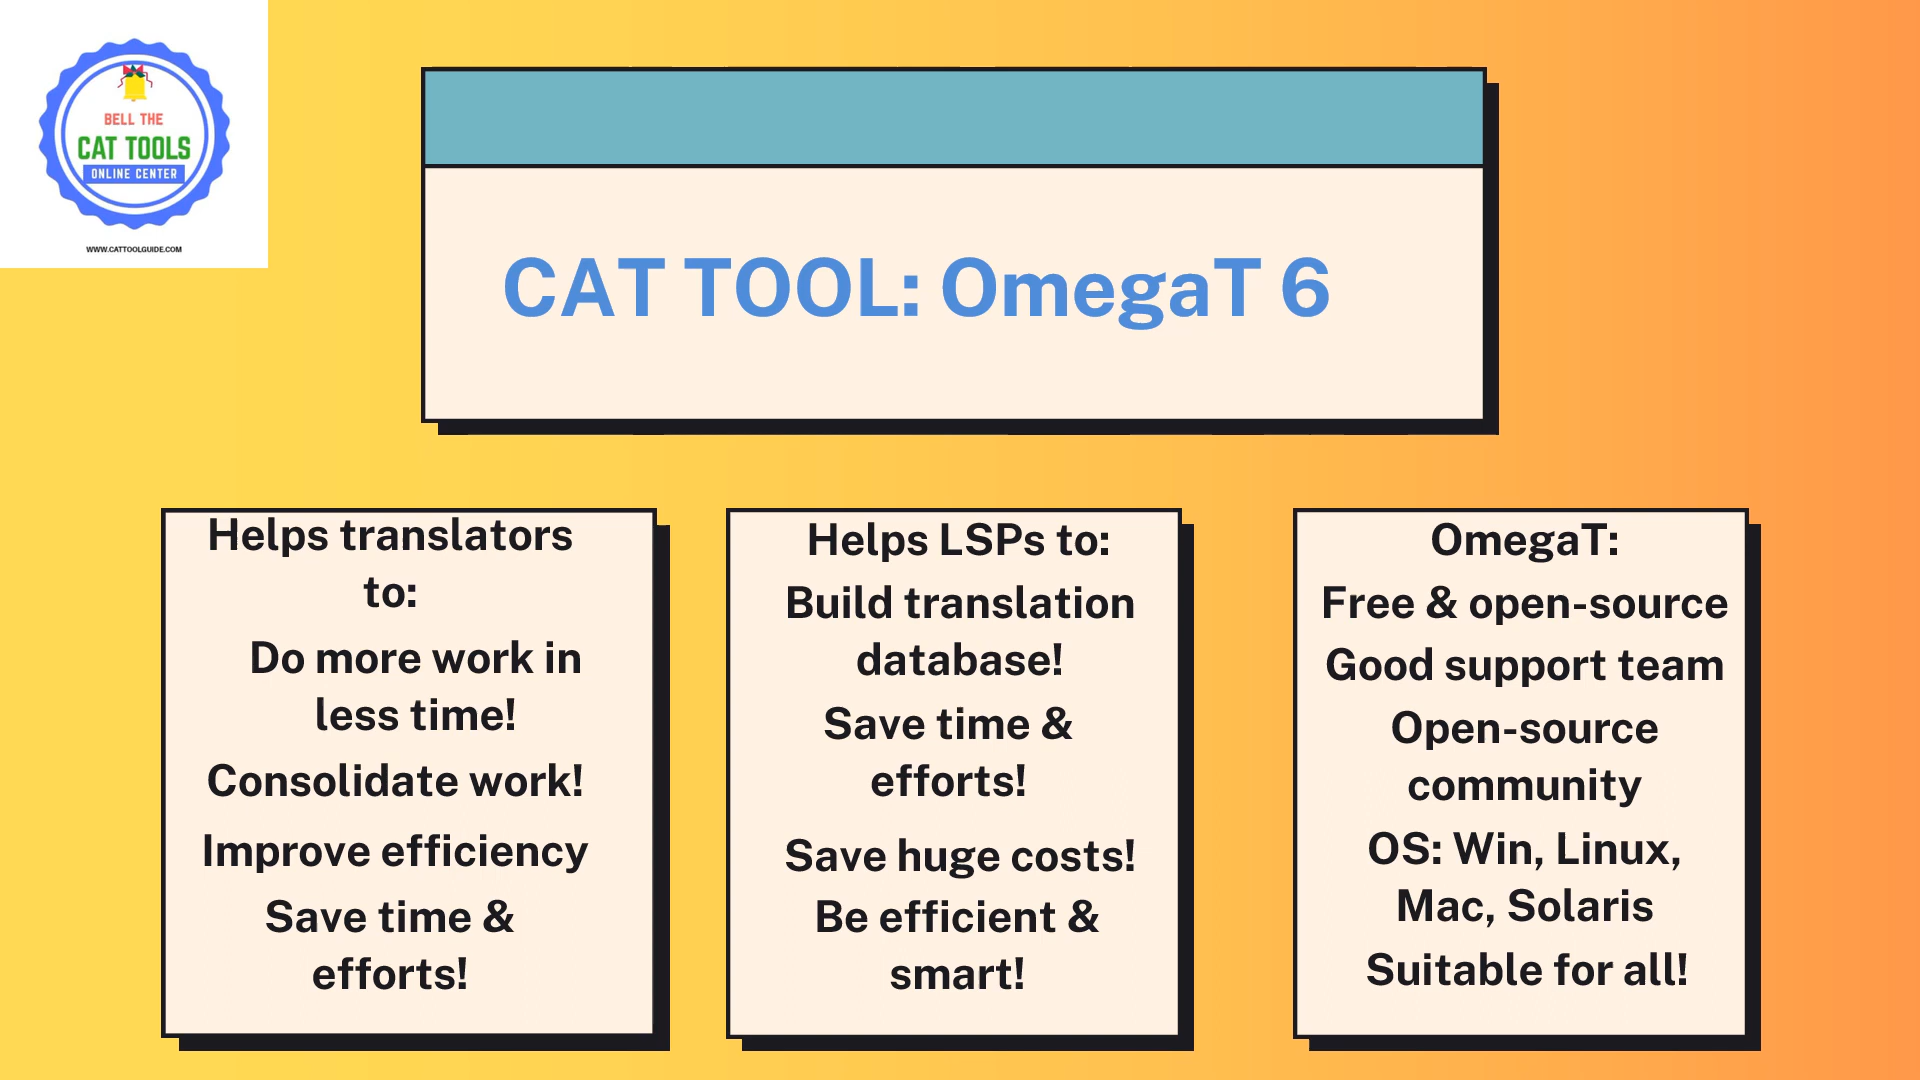 BELL THE
CAT TOOLS
ONLINE CENTER
WWW.CATTOOLGUIDE.COM
CAT TOOL: OmegaT 6
Helps translators
to:
Do more work in
less time!
Consolidate work!
Improve efficiency
Save time &
efforts!
Helps LSPs to:
Build translation
database!
Save time &
efforts!
Save huge costs!
Be efficient &
smart!
OmegaT:
Free & open-source
Good support team
Open-source
community
OS: Win, Linux,
Mac, Solaris
Suitable for all!